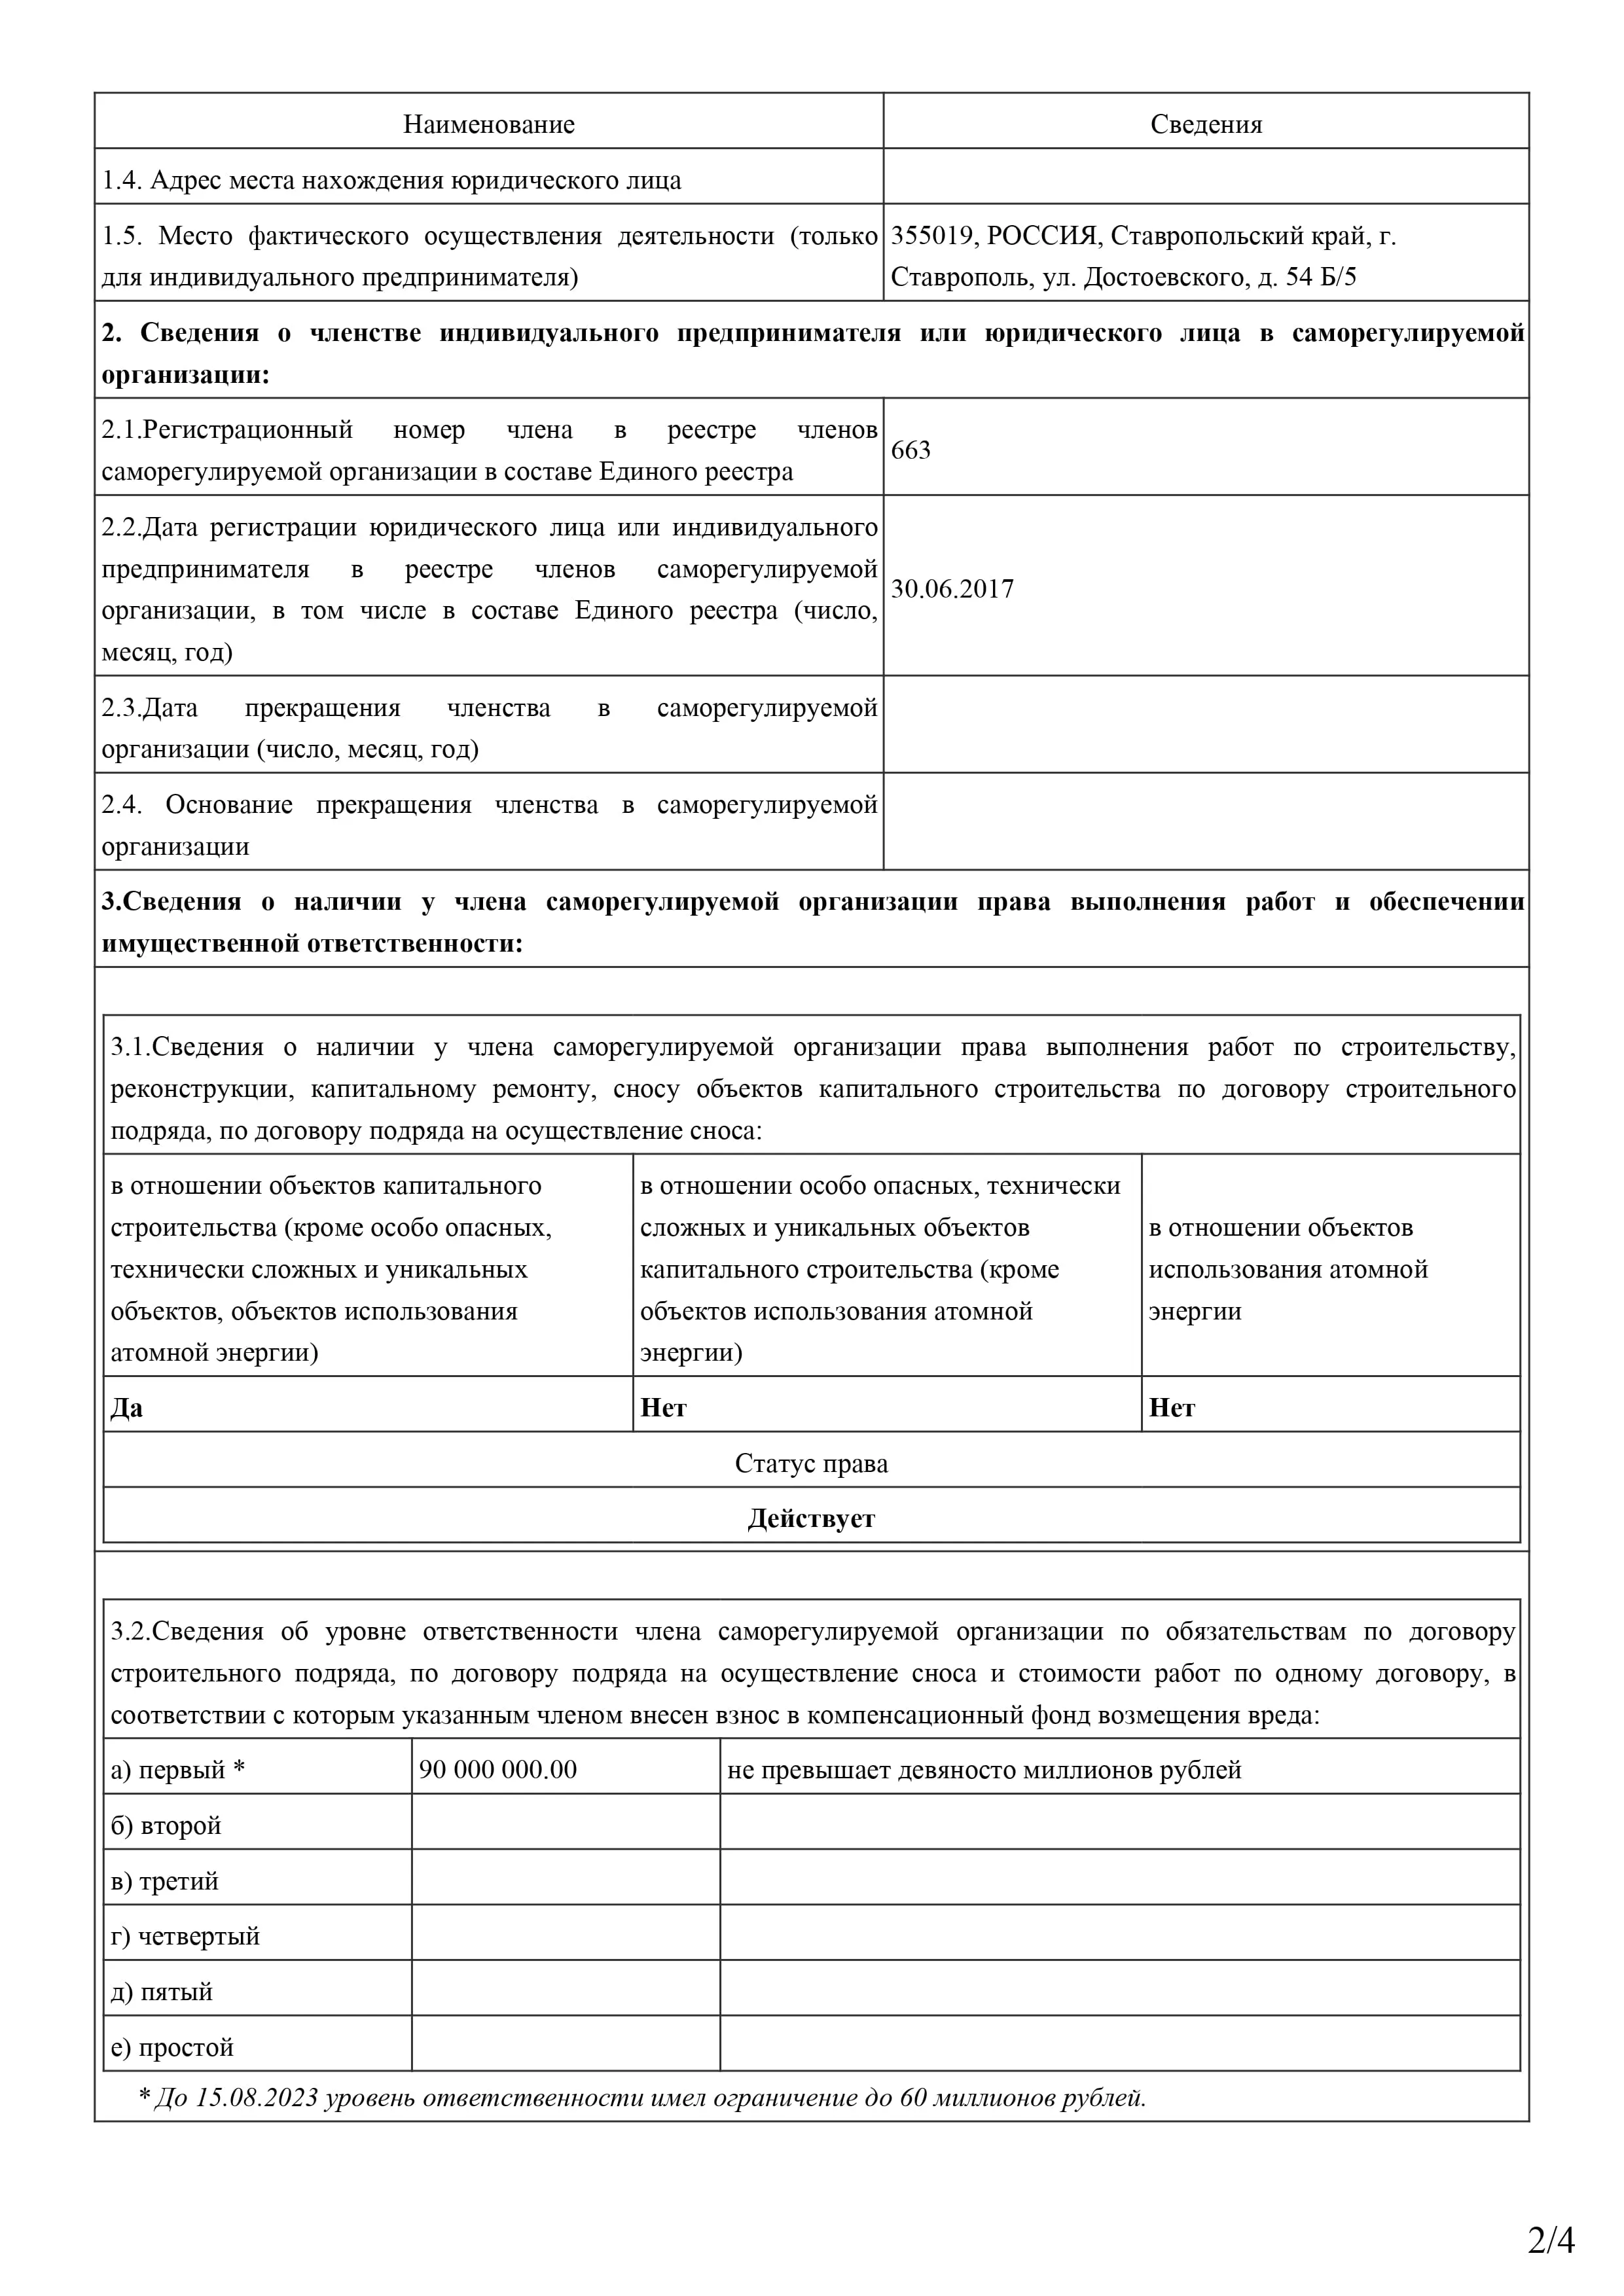 Наименование
Сведения
1.4. Адрес места нахождения юридического лица
1.5. Место фактического осуществления деятельности (только
для индивидуального предпринимателя)
355019, РОССИЯ, Ставропольский край, г.
Ставрополь, ул. Достоевского, д. 54 Б/5
2. Сведения о членстве индивидуального предпринимателя или юридического лица в саморегулируемой
организации:
2.1.Регистрационный номер члена в реестре членов
саморегулируемой организации в составе Единого реестра
663
2.2.Дата регистрации юридического лица или индивидуального
предпринимателя в реестре членов саморегулируемой
организации, в том числе в составе Единого реестра (число,
месяц, год)
30.06.2017
2.3.Дата прекращения членства в саморегулируемой
организации (число, месяц, год)
2.4. Основание прекращения членства в саморегулируемой
организации
3.Сведения о наличии у члена саморегулируемой организации права выполнения работ и обеспечении
имущественной ответственности:
3.1.Сведения о наличии у члена саморегулируемой организации права выполнения работ по строительству,
реконструкции, капитальному ремонту, сносу объектов капитального строительства по договору строительного
подряда, по договору подряда на осуществление сноса:
в отношении объектов капитального
строительства (кроме особо опасных,
технически сложных и уникальных
объектов, объектов использования
атомной энергии)
в отношении особо опасных, технически
сложных и уникальных объектов
капитального строительства (кроме
объектов использования атомной
энергии)
в отношении объектов
использования атомной
энергии
Да
Нет
Нет
Статус права
Действует
3.2.Сведения об уровне ответственности члена саморегулируемой организации по обязательствам по договору
строительного подряда, по договору подряда на осуществление сноса и стоимости работ по одному договору, в
соответствии с которым указанным членом внесен взнос в компенсационный фонд возмещения вреда:
а) первый *
90 000 000.00
не превышает девяносто миллионов рублей
б) второй
в) третий
г) четвертый
д) пятый
е) простой
* До 15.08.2023 уровень ответственности имел ограничение до 60 миллионов рублей.
2/4